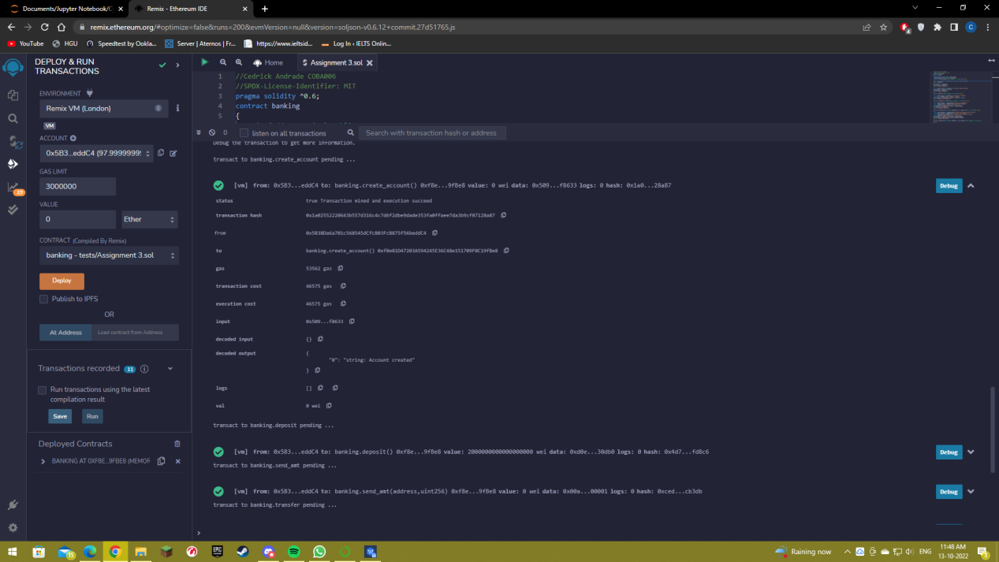 Documents/Jupyter Notebook/C
Remix - Ethereum IDE
remix.ethereum.org/#optimize=false&runs=200&evmVersion=null&version=soljson-v0.6.12+commit.27d51765.js
C
YouTube
HGU
Speedtest by Ookla...
Server | Aternos | Fr...
https://www.ieltsid...
Log In ‹ IELTS Onlin...
DEPLOY & RUN
TRANSACTIONS
ENVIRONMENT
Remix VM (London)
VM
ACCOUNT
0x5B3...eddC4 (97.9999999
GAS LIMIT
3000000
VALUE
0
Ether
CONTRACT (Compiled By Remix)
banking - tests/Assignment 3.sol
Deploy
Publish to IPFS
OR
At Address
Load contract from Address
Transactions recorded 11
Run transactions using the latest
compilation result
Save
Run
Deployed Contracts
BANKING AT 0XF8E...9FBE8 (MEMOR
19
Home
Assignment 3.sol
1 //Cedrick Andrade COBA006
2 //SPDX-License-Identifier: MIT
3 pragma solidity ^0.6;
4 contract banking
5 {
0
listen on all transactions
Search with transaction hash or address
Debug the transaction to get more information.
transact to banking.create_account pending ...
[vm] from: 0x5B3...eddC4 to: banking.create_account() 0xf8e...9fBe8 value: 0 wei data: 0x509...f8633 logs: 0 hash: 0x1a0...28a87
Debug
status true Transaction mined and execution succeed
transaction hash
from 0x5B38Da6a701c568545dCfcB03FcB875f56beddC4
to banking.create_account() 0xf8e81D47203A594245E36C48e151709F0C19fBe8
gas 53562 gas
transaction cost 46575 gas
execution cost 46575 gas
input 0x509...f8633
decoded input {}
decoded output {
"0": "string: Account created"
}
logs []
val 0 wei
transact to banking.deposit pending ...
[vm] from: 0x5B3...eddC4 to: banking.deposit() 0xf8e...9fBe8 value: 2000000000000000000 wei data: 0xd0e...30db0 logs: 0 hash: 0x4d7...fd8c6
Debug
transact to banking.send_amt pending ...
[vm] from: 0x5B3...eddC4 to: banking.send_amt(address,uint256) 0xf8e...9fBe8 value: 0 wei data: 0x00a...00001 logs: 0 hash: 0xced...cb3db
Debug
transact to banking.transfer pending ...
>
15
EPIC
Raining now
ENG
11:48 AM
13-10-2022
3